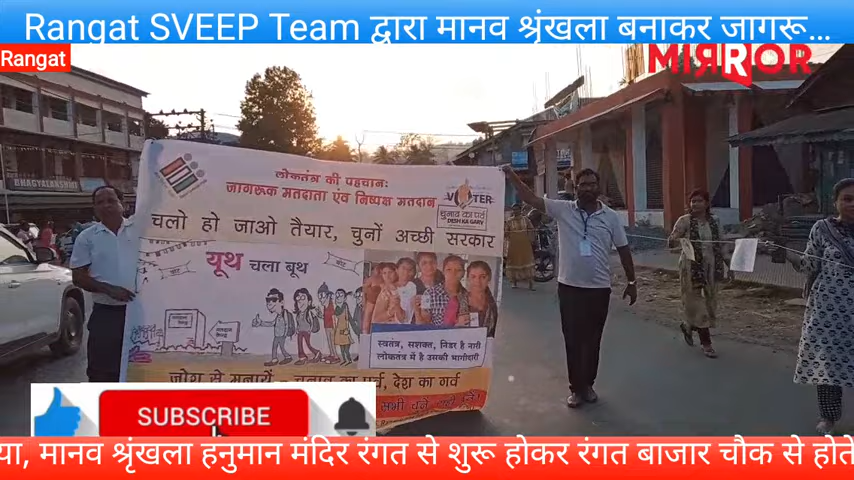 Rangat SVEEP Team द्वारा मानव श्रृंखला बनाकर जागरू...
Rangat
MIRROR
BHAGYALAKSHMI
लोकतंत्र की पहचानः
जागरूक मतदाता एंव निष्पक्ष मतदान
VOTER
चुनाव का पर्व
DESH KA GARV
चलो हो जाओ तैयार, चुनों अच्छी सरकार
यूथ चला बूथ
स्वतंत्र, सशक्त, निडर है नारी
लोकतंत्र में है उसकी भागीदारी
जोश से मनायें - चुनाव का पर्व, देश का गर्व
SUBSCRIBE
या, मानव श्रृंखला हनुमान मंदिर रंगत से शुरू होकर रंगत बाजार चौक से होते